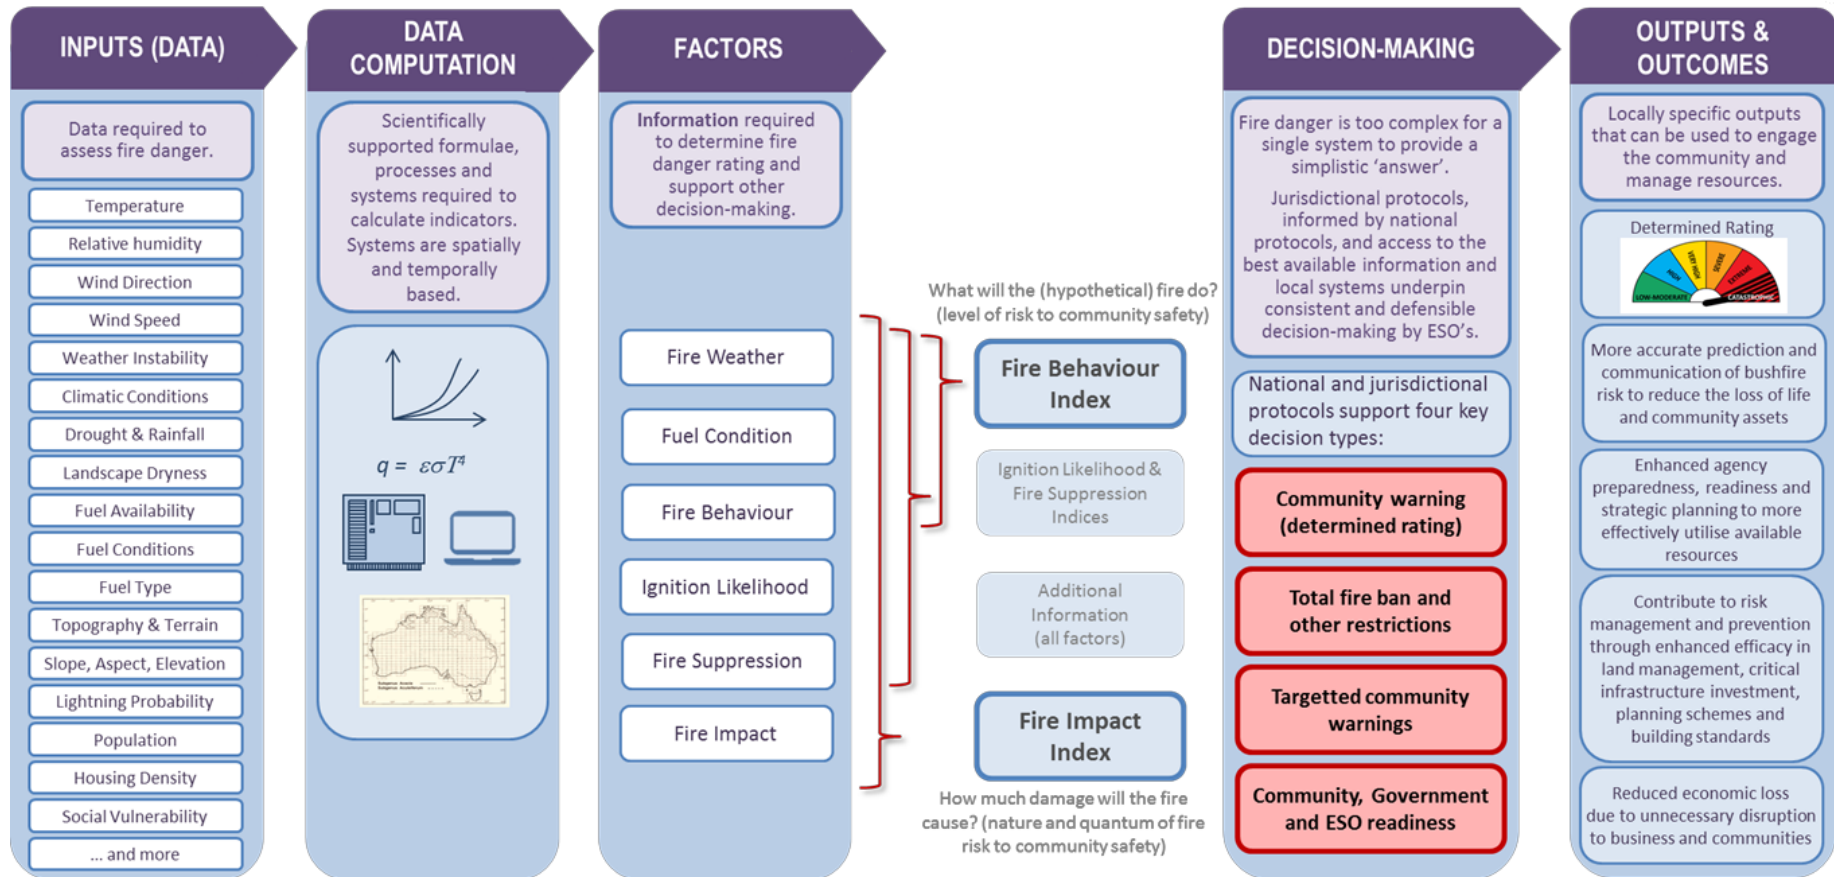 INPUTS (DATA)
Data required to
assess fire danger.
Temperature
Relative humidity
Wind Direction
Wind Speed
Weather Instability
Climatic Conditions
Drought & Rainfall
Landscape Dryness
Fuel Availability
Fuel Conditions
Fuel Type
Topography & Terrain
Slope, Aspect, Elevation
Lightning Probability
Population
Housing Density
Social Vulnerability
... and more
DATA
COMPUTATION
Scientifically
supported formulae,
processes and
systems required to
calculate indicators.
Systems are spatially
and temporally
based.
q = εσT⁴
FACTORS
Information required
to determine fire
danger rating and
support other
decision-making.
Fire Weather
Fuel Condition
Fire Behaviour
Ignition Likelihood
Fire Suppression
Fire Impact
What will the (hypothetical) fire do?
(level of risk to community safety)
Fire Behaviour
Index
Ignition Likelihood &
Fire Suppression
Indices
Additional
Information
(all factors)
Fire Impact
Index
How much damage will the fire
cause? (nature and quantum of fire
risk to community safety)
DECISION-MAKING
Fire danger is too complex for a
single system to provide a
simplistic ‘answer’.
Jurisdictional protocols,
informed by national
protocols, and access to the
best available information and
local systems underpin
consistent and defensible
decision-making by ESO’s.
National and jurisdictional
protocols support four key
decision types:
Community warning
(determined rating)
Total fire ban and
other restrictions
Targetted community
warnings
Community, Government
and ESO readiness
OUTPUTS &
OUTCOMES
Locally specific outputs
that can be used to engage
the community and
manage resources.
Determined Rating
LOW-MODERATE
HIGH
VERY HIGH
SEVERE
EXTREME
CATASTROPHIC
More accurate prediction and
communication of bushfire
risk to reduce the loss of life
and community assets
Enhanced agency
preparedness, readiness and
strategic planning to more
effectively utilise available
resources
Contribute to risk
management and prevention
through enhanced efficacy in
land management, critical
infrastructure investment,
planning schemes and
building standards
Reduced economic loss
due to unnecessary disruption
to business and communities